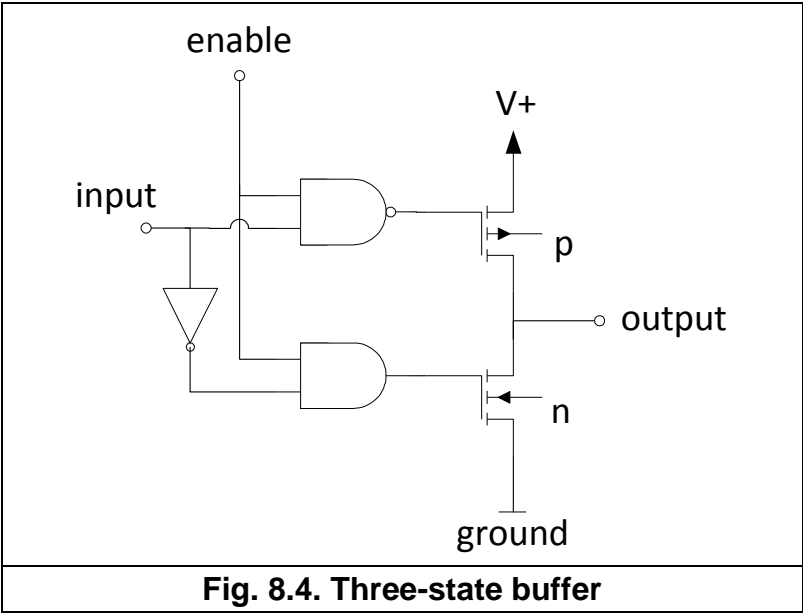 enable
V+
input
p
output
n
ground
Fig. 8.4. Three-state buffer